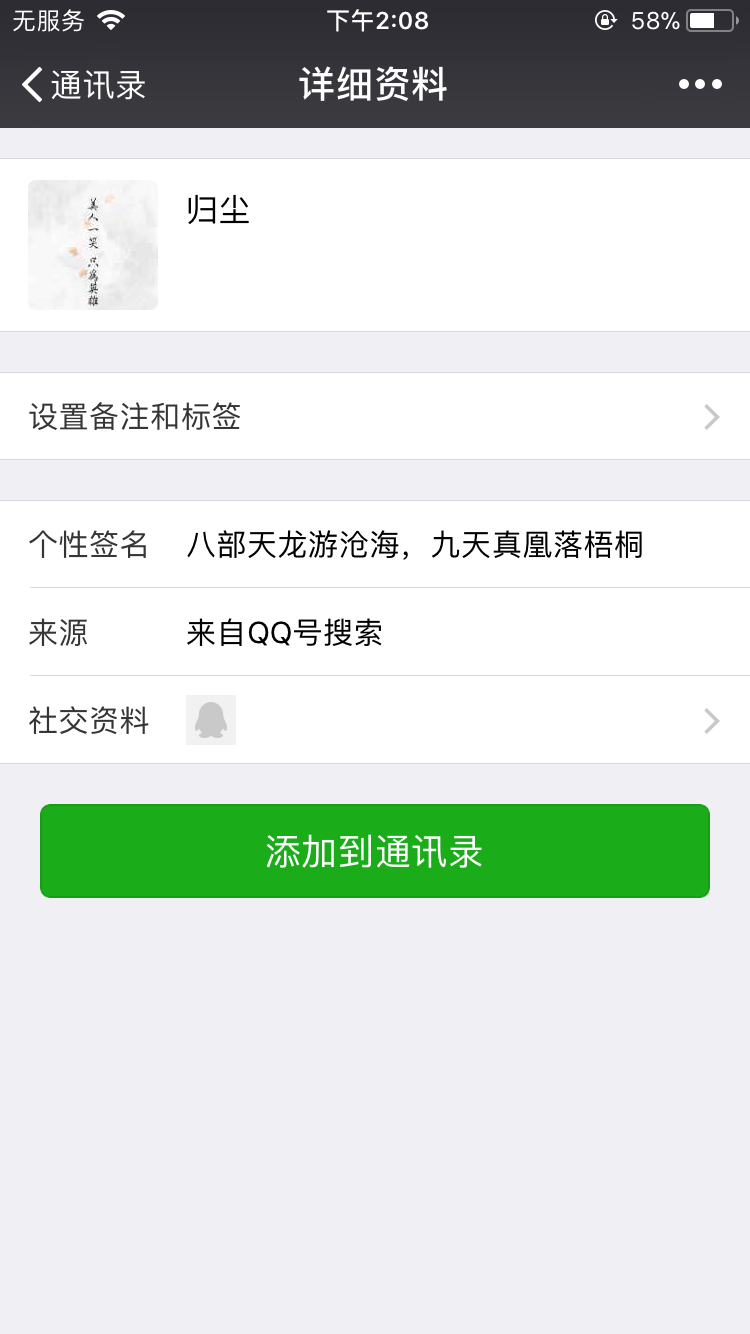 无服务 下午2:08 58%
通讯录 详细资料
归尘
美人一笑 只為英雄
设置备注和标签
个性签名 八部天龙游沧海，九天真凰落梧桐
来源 来自QQ号搜索
社交资料
添加到通讯录